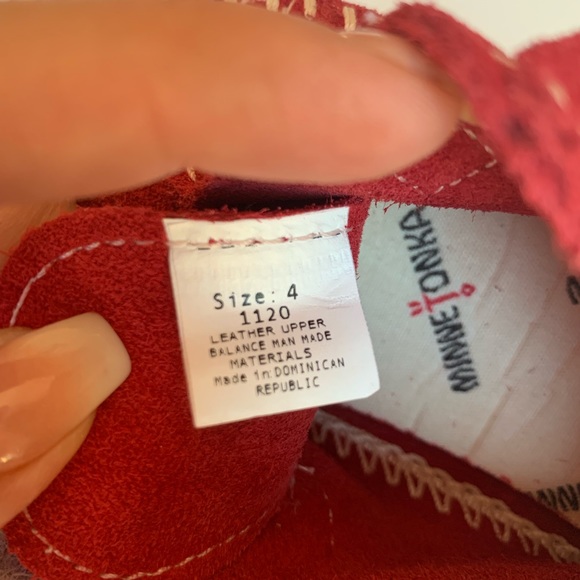 Size: 4
1120
LEATHER UPPER
BALANCE MAN MADE
MATERIALS
Made in:DOMINICAN
REPUBLIC
MINNETONKA